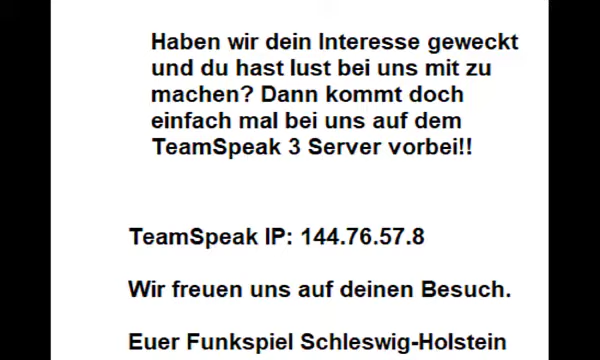 Haben wir dein Interesse geweckt
und du hast lust bei uns mit zu
machen? Dann kommt doch
einfach mal bei uns auf dem
TeamSpeak 3 Server vorbei!!
TeamSpeak IP: 144.76.57.8
Wir freuen uns auf deinen Besuch.
Euer Funkspiel Schleswig-Holstein